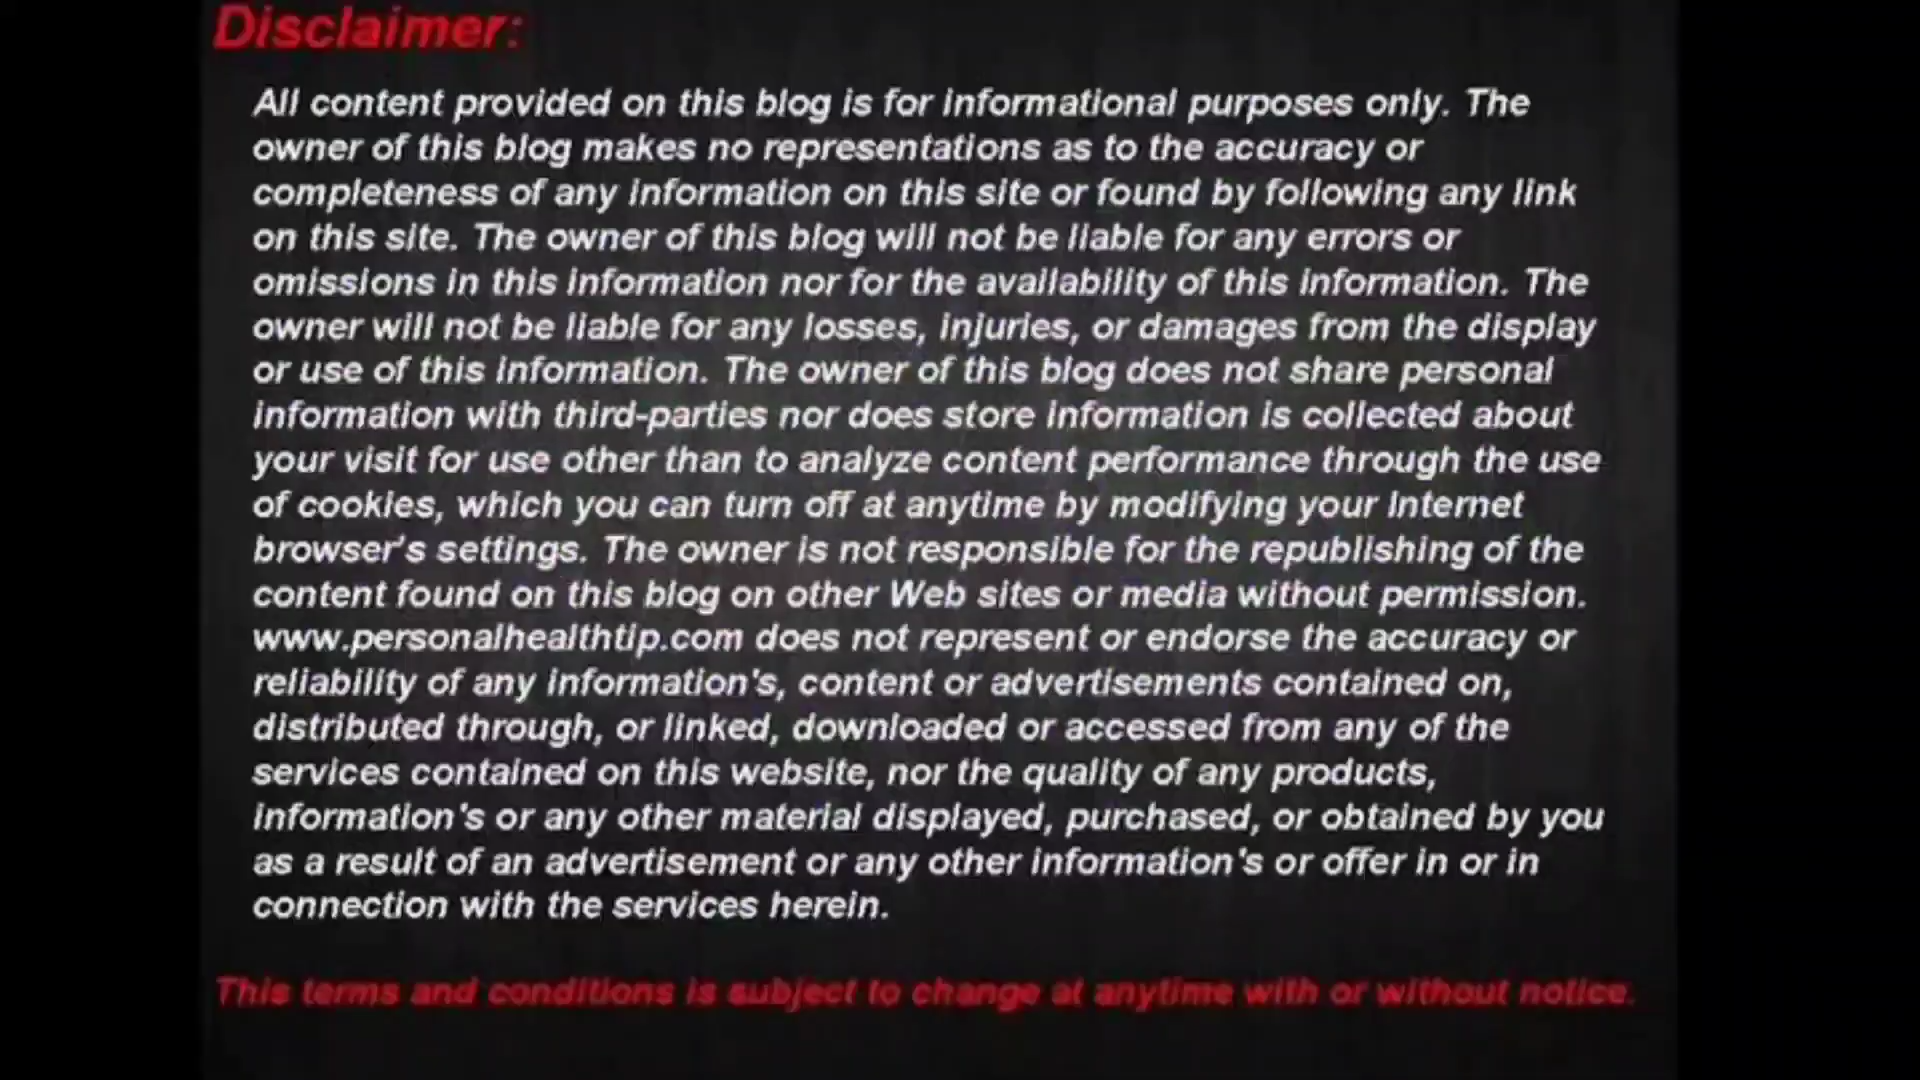 Disclaimer:
All content provided on this blog is for informational purposes only. The
owner of this blog makes no representations as to the accuracy or
completeness of any information on this site or found by following any link
on this site. The owner of this blog will not be liable for any errors or
omissions in this information nor for the availability of this information. The
owner will not be liable for any losses, injuries, or damages from the display
or use of this information. The owner of this blog does not share personal
information with third-parties nor does store information is collected about
your visit for use other than to analyze content performance through the use
of cookies, which you can turn off at anytime by modifying your Internet
browser's settings. The owner is not responsible for the republishing of the
content found on this blog on other Web sites or media without permission.
www.personalhealthtip.com does not represent or endorse the accuracy or
reliability of any information's, content or advertisements contained on,
distributed through, or linked, downloaded or accessed from any of the
services contained on this website, nor the quality of any products,
information's or any other material displayed, purchased, or obtained by you
as a result of an advertisement or any other information's or offer in or in
connection with the services herein.
This terms and conditions is subject to change at anytime with or without notice.